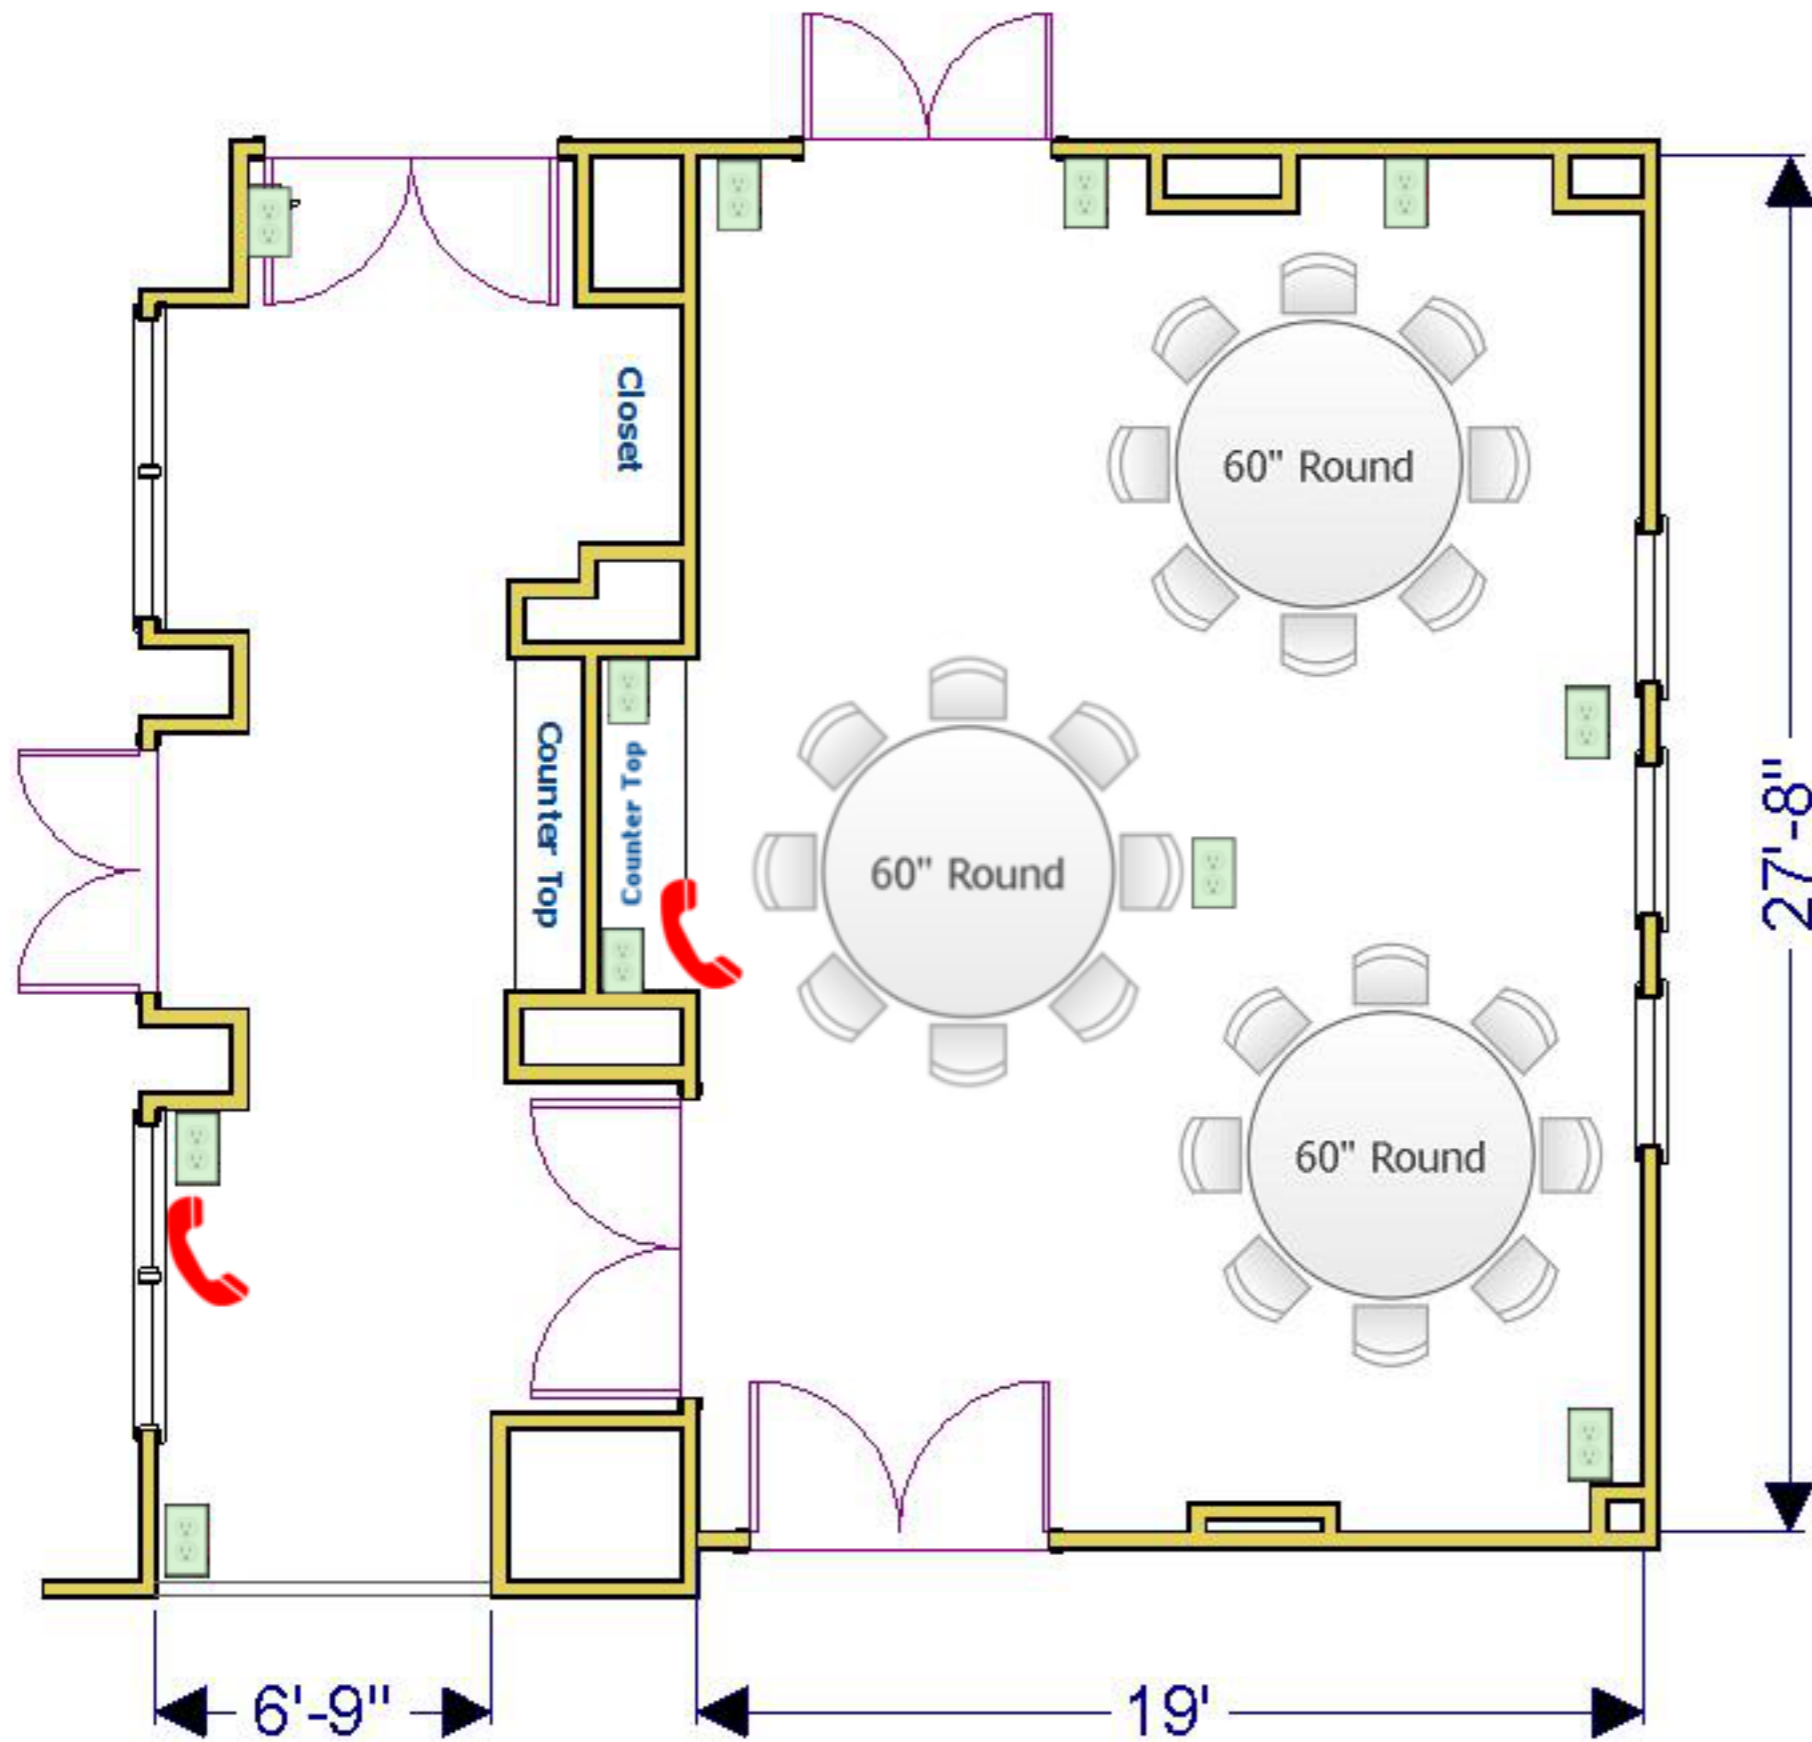 Closet
60" Round
Counter Top
Counter Top
60" Round
27'-8"
60" Round
6'-9"
19'